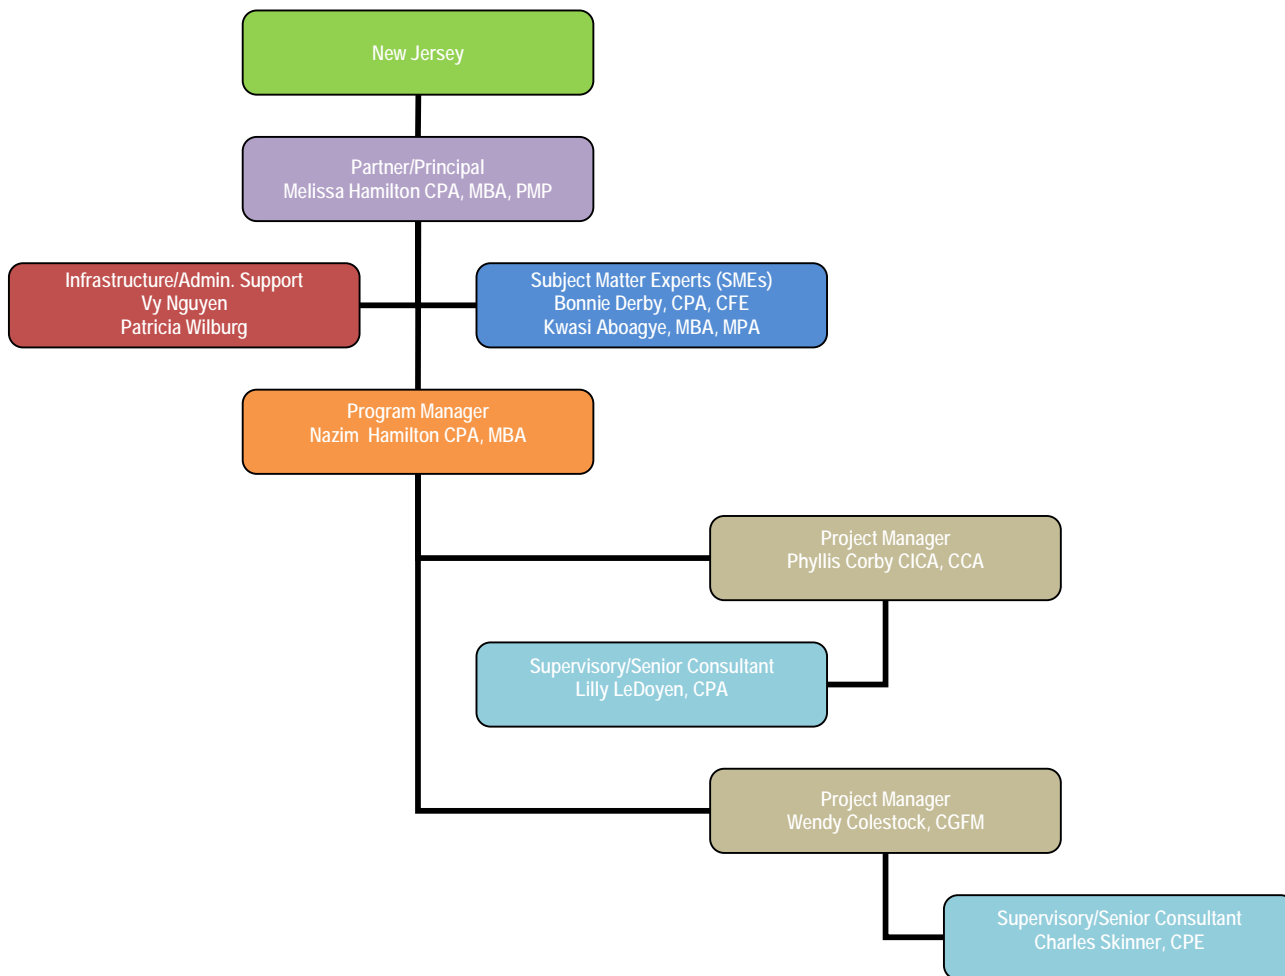 New Jersey
Partner/Principal
Melissa Hamilton CPA, MBA, PMP
Infrastructure/Admin. Support
Vy Nguyen
Patricia Wilburg
Subject Matter Experts (SMEs)
Bonnie Derby, CPA, CFE
Kwasi Aboagye, MBA, MPA
Program Manager
Nazim  Hamilton CPA, MBA
Project Manager
Phyllis Corby CICA, CCA
Supervisory/Senior Consultant
Lilly LeDoyen, CPA
Project Manager
Wendy Colestock, CGFM
Supervisory/Senior Consultant
Charles Skinner, CPE